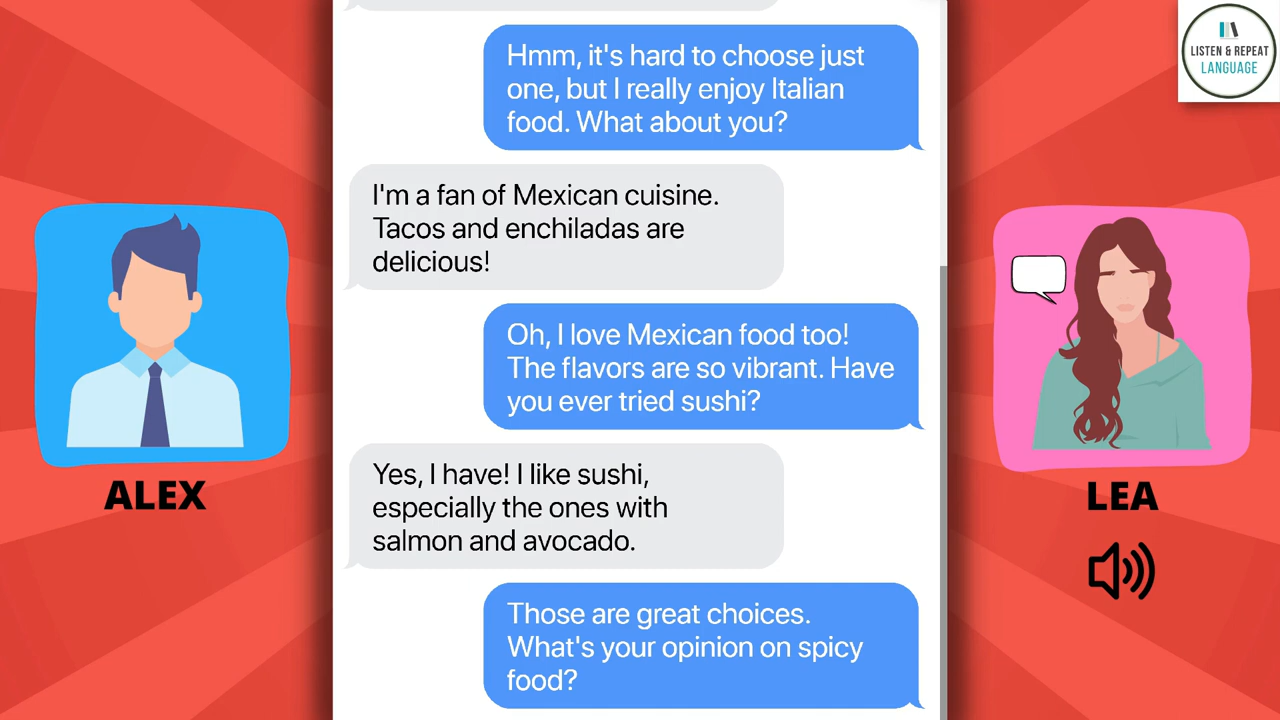 LISTEN & REPEAT
LANGUAGE
Hmm, it's hard to choose just
one, but I really enjoy Italian
food. What about you?
I'm a fan of Mexican cuisine.
Tacos and enchiladas are
delicious!
Oh, I love Mexican food too!
The flavors are so vibrant. Have
you ever tried sushi?
Yes, I have! I like sushi,
especially the ones with
salmon and avocado.
Those are great choices.
What's your opinion on spicy
food?
ALEX
LEA